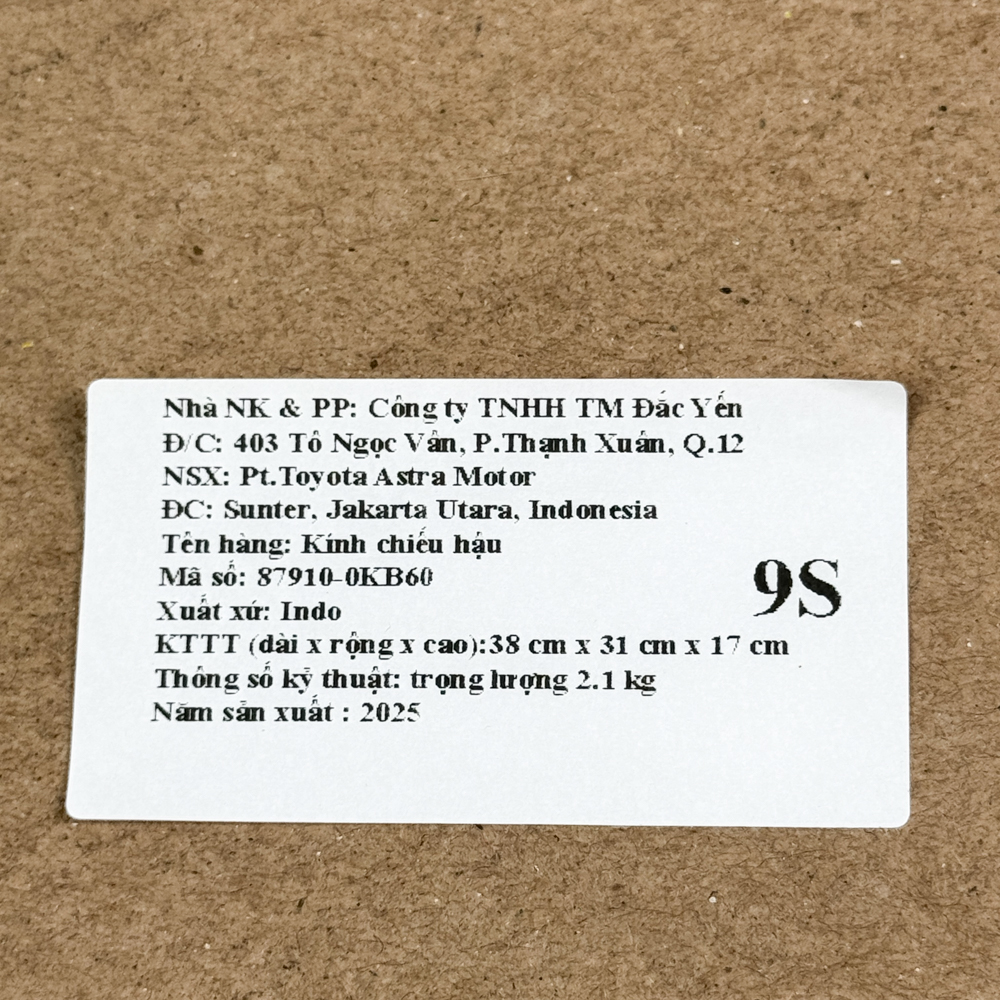 Nhà NK & PP: Công ty TNHH TM Đắc Yến
Đ/C: 403 Tô Ngọc Vân, P.Thạnh Xuân, Q.12
NSX: Pt.Toyota Astra Motor
ĐC: Sunter, Jakarta Utara, Indonesia
Tên hàng: Kính chiếu hậu
Mã số: 87910-0KB60
9S
Xuất xứ: Indo
KTTT (dài x rộng x cao):38 cm x 31 cm x 17 cm
Thông số kỹ thuật: trọng lượng 2.1 kg
Năm sản xuất : 2025